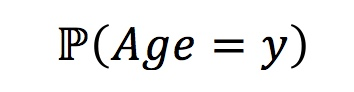 ℙ(Age = y)